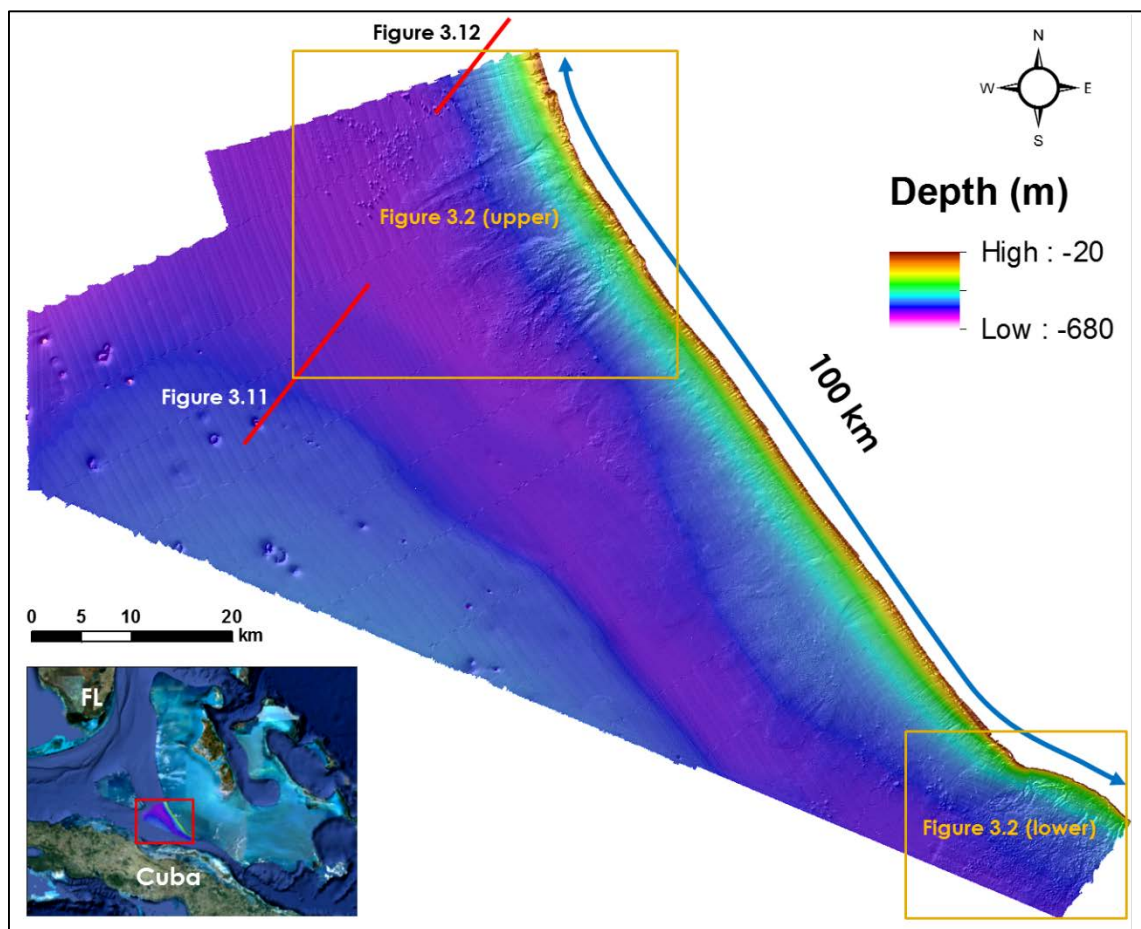 Figure 3.12
N
W
E
S
Depth (m)
High : -20
Low : -680
Figure 3.2 (upper)
Figure 3.11
100 km
0 5 10 20
km
FL
Cuba
Figure 3.2 (lower)